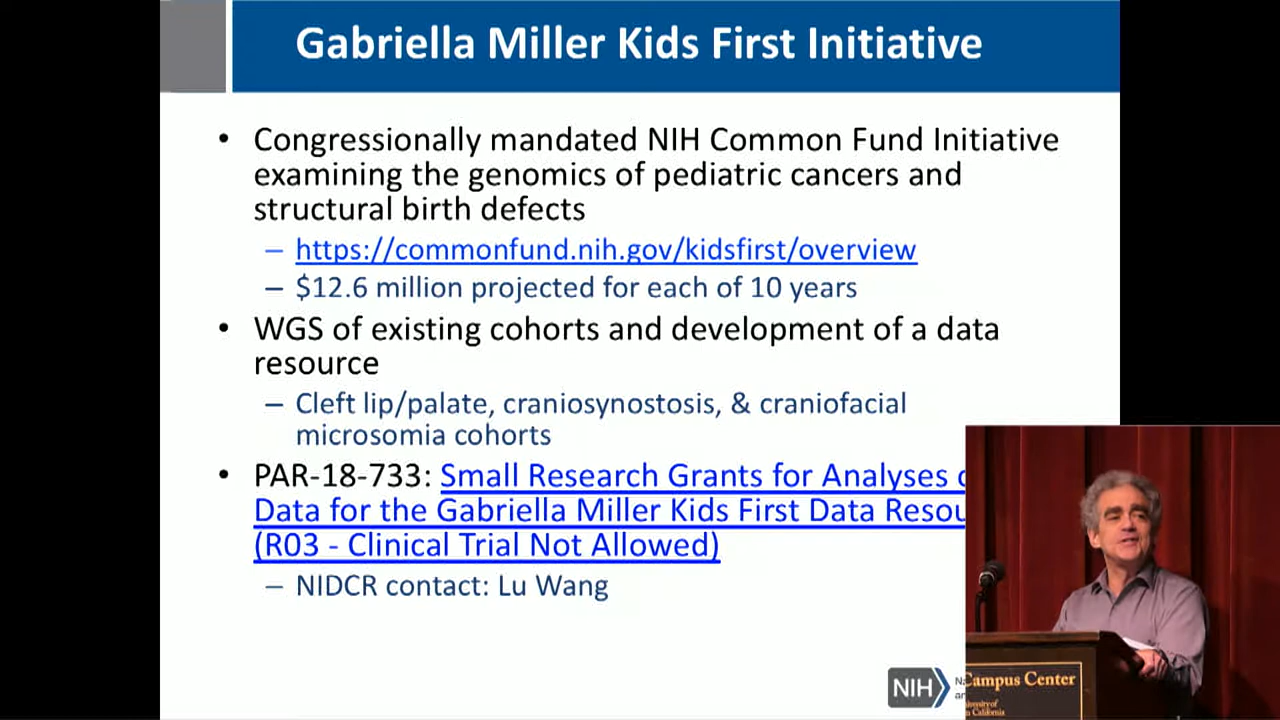 Gabriella Miller Kids First Initiative
• Congressionally mandated NIH Common Fund Initiative
examining the genomics of pediatric cancers and
structural birth defects
– https://commonfund.nih.gov/kidsfirst/overview
– $12.6 million projected for each of 10 years
• WGS of existing cohorts and development of a data
resource
– Cleft lip/palate, craniosynostosis, & craniofacial
microsomia cohorts
• PAR-18-733: Small Research Grants for Analyses
Data for the Gabriella Miller Kids First Data
(R03 - Clinical Trial Not Allowed)
– NIDCR contact: Lu Wang
NIH
Campus Center
California